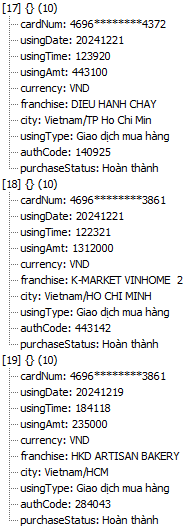 [17] {} (10)
cardNum: 4696********4372
usingDate: 20241221
usingTime: 123920
usingAmt: 443100
currency: VND
franchise: DIEU HANH CHAY
city: Vietnam/TP Ho Chi Min
usingType: Giao dịch mua hàng
authCode: 140925
purchaseStatus: Hoàn thành
[18] {} (10)
cardNum: 4696********3861
usingDate: 20241221
usingTime: 122321
usingAmt: 1312000
currency: VND
franchise: K-MARKET VINHOME 2
city: Vietnam/HO CHI MINH
usingType: Giao dịch mua hàng
authCode: 443142
purchaseStatus: Hoàn thành
[19] {} (10)
cardNum: 4696********3861
usingDate: 20241219
usingTime: 184118
usingAmt: 235000
currency: VND
franchise: HKD ARTISAN BAKERY
city: Vietnam/HCM
usingType: Giao dịch mua hàng
authCode: 284043
purchaseStatus: Hoàn thành